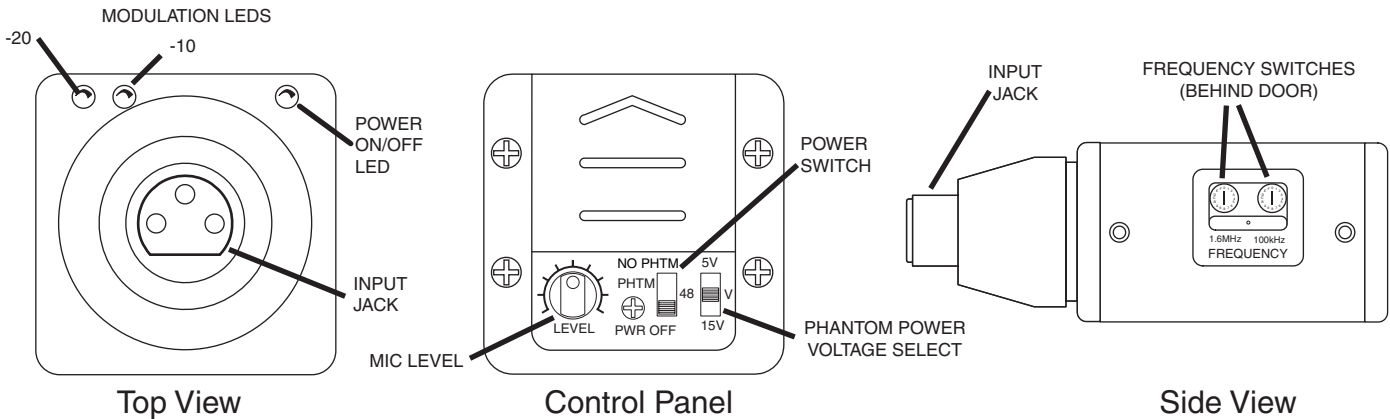 MODULATION LEDS
-20
-10
POWER
ON/OFF
LED
INPUT
JACK
Top View
NO PHTM
5V
PHTM
48
V
LEVEL
PWR OFF
15V
POWER
SWITCH
MIC LEVEL
PHANTOM POWER
VOLTAGE SELECT
Control Panel
INPUT
JACK
FREQUENCY SWITCHES
(BEHIND DOOR)
1.6MHz 100kHz
FREQUENCY
Side View